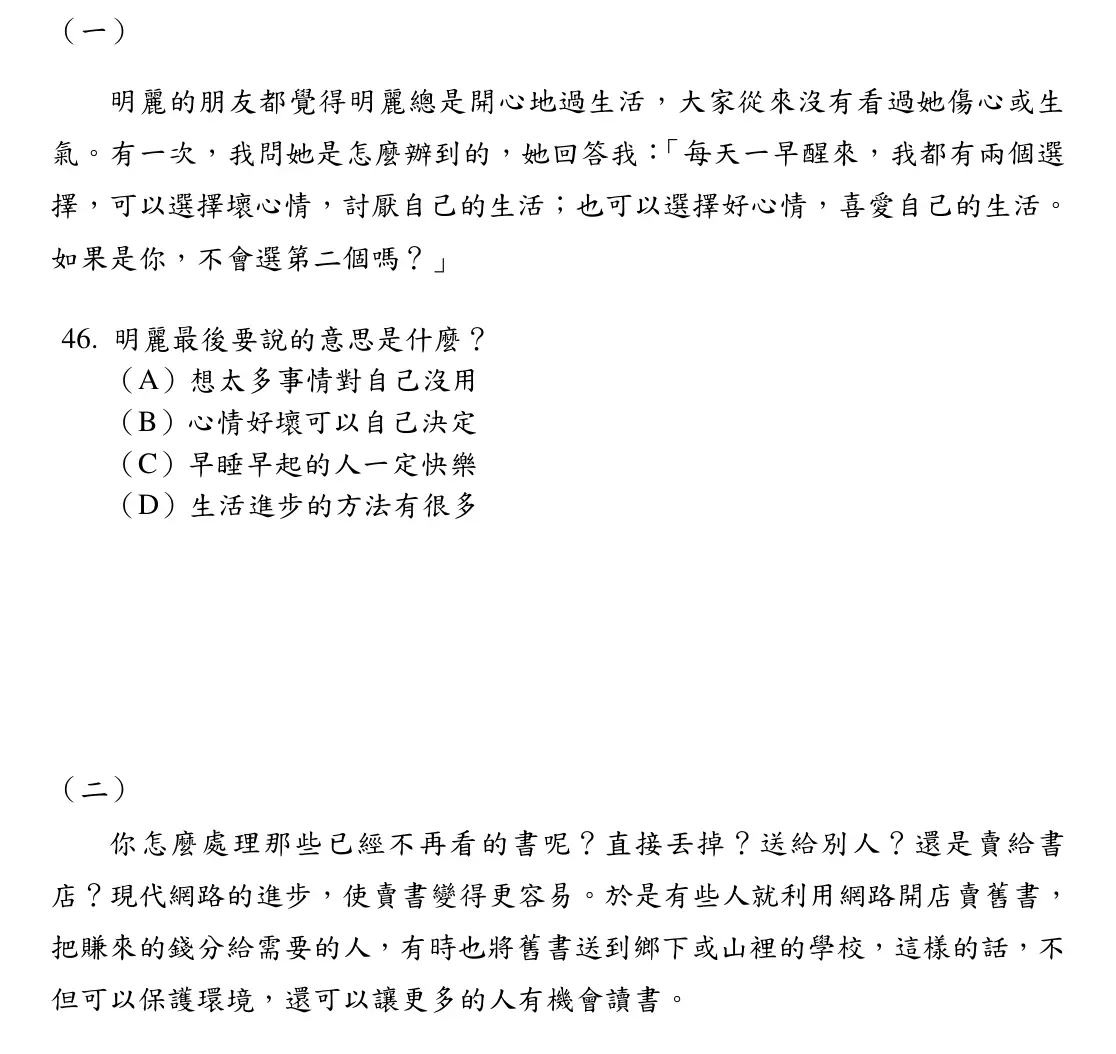 （一）
明麗的朋友都覺得明麗總是開心地過生活，大家從來沒有看過她傷心或生
氣。有一次，我問她是怎麼辦到的，她回答我：「每天一早醒來，我都有兩個選
擇，可以選擇壞心情，討厭自己的生活；也可以選擇好心情，喜愛自己的生活。
如果是你，不會選第二個嗎？」
46. 明麗最後要說的意思是什麼？
（A）想太多事情對自己沒用
（B）心情好壞可以自己決定
（C）早睡早起的人一定快樂
（D）生活進步的方法有很多
（二）
你怎麼處理那些已經不再看的書呢？直接丟掉？送給別人？還是賣給書
店？現代網路的進步，使賣書變得更容易。於是有些人就利用網路開店賣舊書，
把賺來的錢分給需要的人，有時也將舊書送到鄉下或山裡的學校，這樣的話，不
但可以保護環境，還可以讓更多的人有機會讀書。